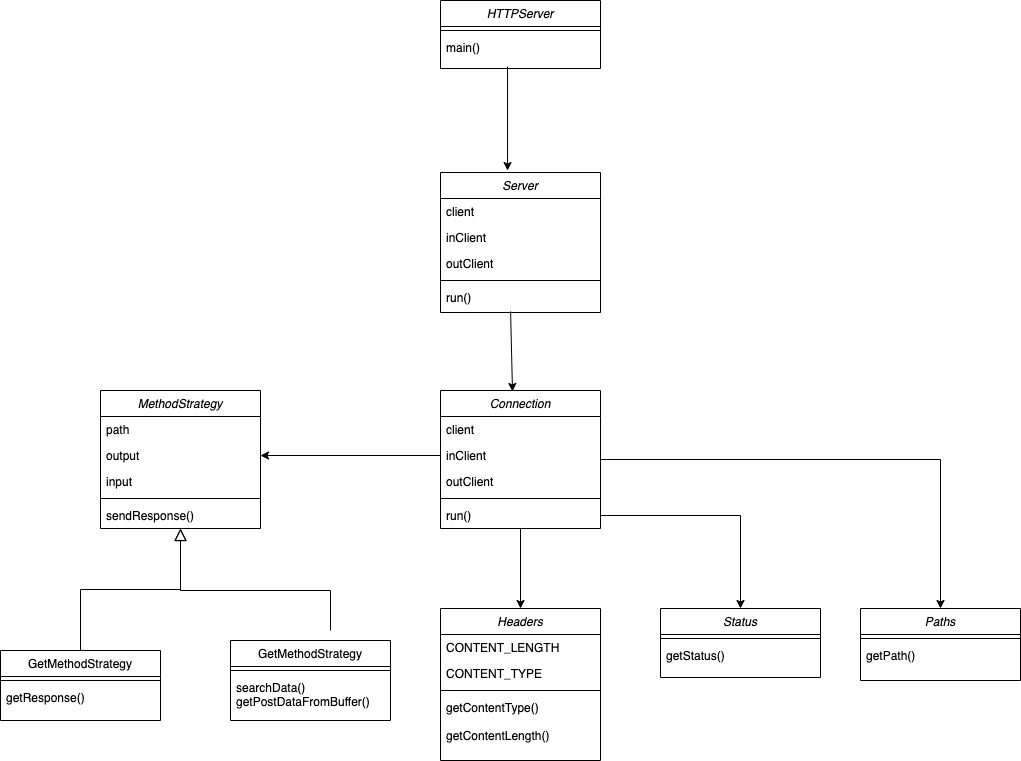 HTTPServer
main()
Server
client
inClient
outClient
run()
MethodStrategy
path
output
input
sendResponse()
Connection
client
inClient
outClient
run()
GetMethodStrategy
getResponse()
GetMethodStrategy
searchData()
getPostDataFromBuffer()
Headers
CONTENT_LENGTH
CONTENT_TYPE
getContentType()
getContentLength()
Status
getStatus()
Paths
getPath()